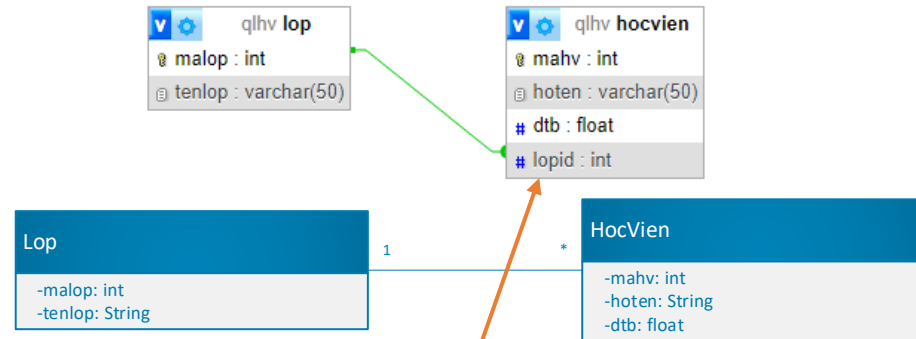 qlhv lop
malop : int
tenlop : varchar(50)
qlhv hocvien
mahv : int
hoten : varchar(50)
# dtb : float
# lopid : int
Lop
-malop: int
-tenlop: String
1
*
HocVien
-mahv: int
-hoten: String
-dtb: float